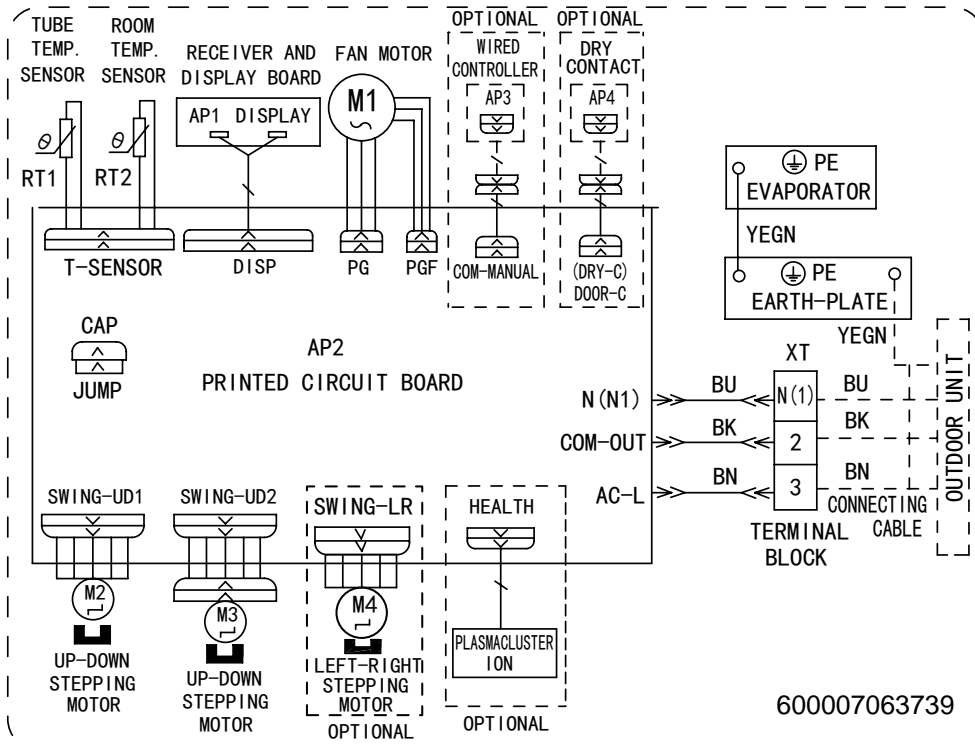 TUBE
TEMP.
SENSOR
ROOM
TEMP.
SENSOR
RECEIVER AND
DISPLAY BOARD
AP1 DISPLAY
FAN MOTOR
M1
OPTIONAL
WIRED
CONTROLLER
AP3
OPTIONAL
DRY
CONTACT
AP4
θ
RT1
θ
RT2
PE
EVAPORATOR
YEGN
PE
EARTH-PLATE
YEGN
T-SENSOR
DISP
PG
PGF
COM-MANUAL
(DRY-C)
DOOR-C
CAP
JUMP
AP2
PRINTED CIRCUIT BOARD
XT
N(N1)
BU
N(1)
BU
COM-OUT
BK
2
BK
AC-L
BN
3
BN
TERMINAL
BLOCK
CONNECTING
CABLE
OUTDOOR UNIT
SWING-UD1
M2
UP-DOWN
STEPPING
MOTOR
SWING-UD2
M3
UP-DOWN
STEPPING
MOTOR
SWING-LR
M4
LEFT-RIGHT
STEPPING
MOTOR
OPTIONAL
HEALTH
PLASMACLUSTER
ION
OPTIONAL
600007063739